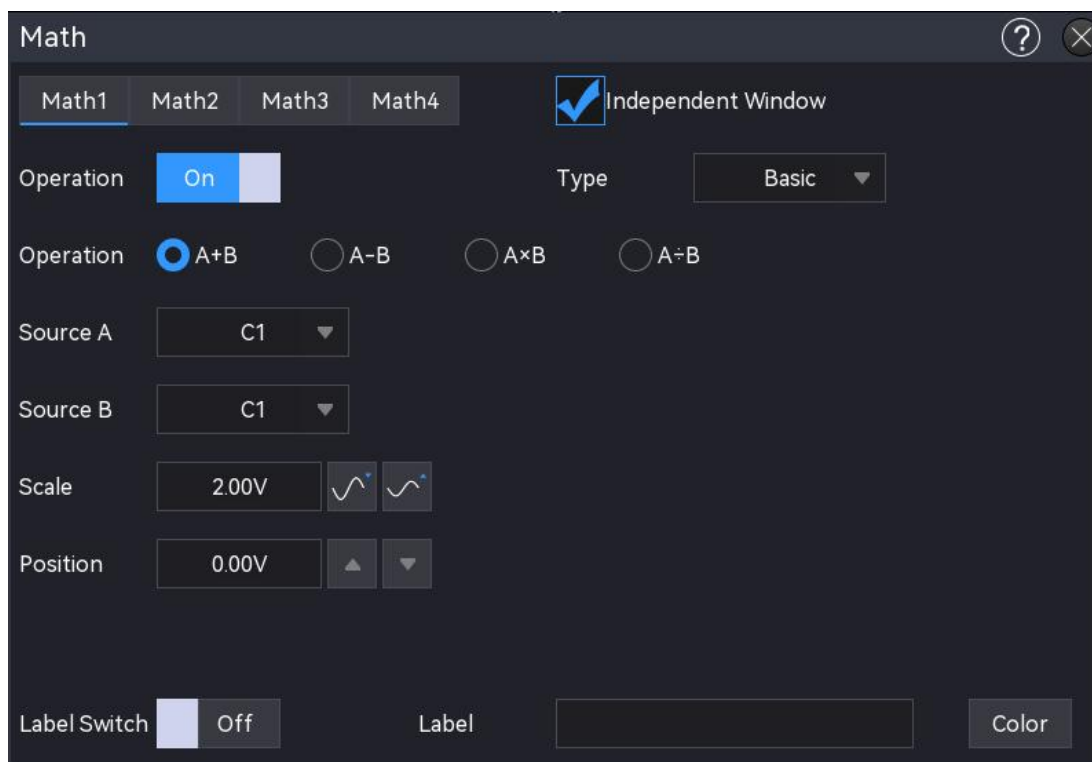 Math ?
Math1 Math2 Math3 Math4 Independent Window
Operation On Type Basic
Operation A+B A-B A×B A÷B
Source A C1
Source B C1
Scale 2.00V
Position 0.00V
Label Switch Off Label Color